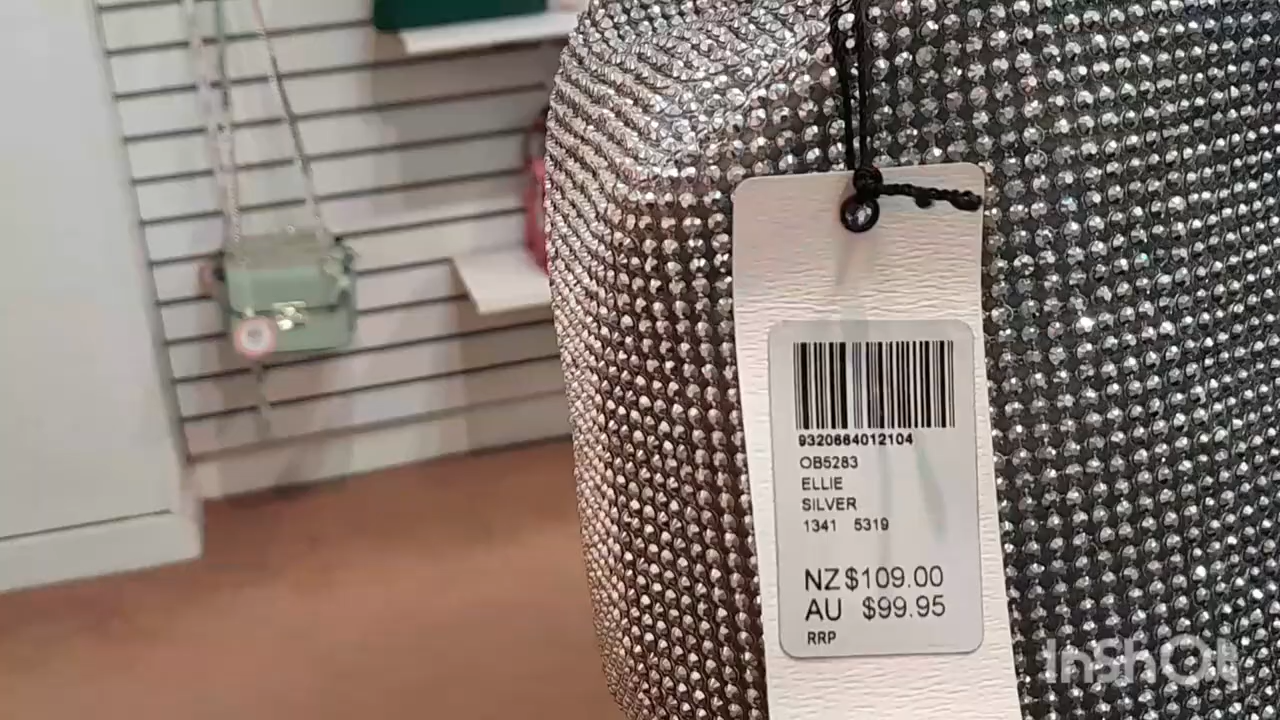 9320664012104
OB5283
ELLIE
SILVER
1341 5319
NZ $109.00
AU $99.95
RRP
InShOt